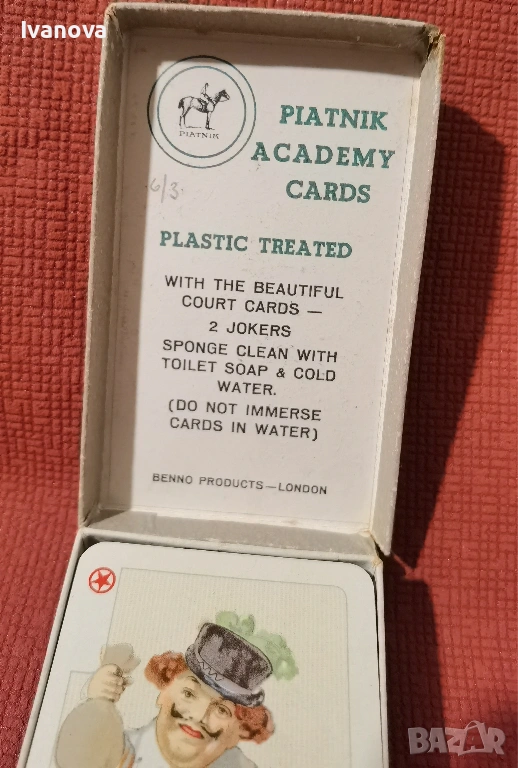 Ivanova
PIATNIK
PIATNIK
ACADEMY
CARDS
6/3.
PLASTIC TREATED
WITH THE BEAUTIFUL
COURT CARDS —
2 JOKERS
SPONGE CLEAN WITH
TOILET SOAP & COLD
WATER.
(DO NOT IMMERSE
CARDS IN WATER)
BENNO PRODUCTS—LONDON
BAZAR